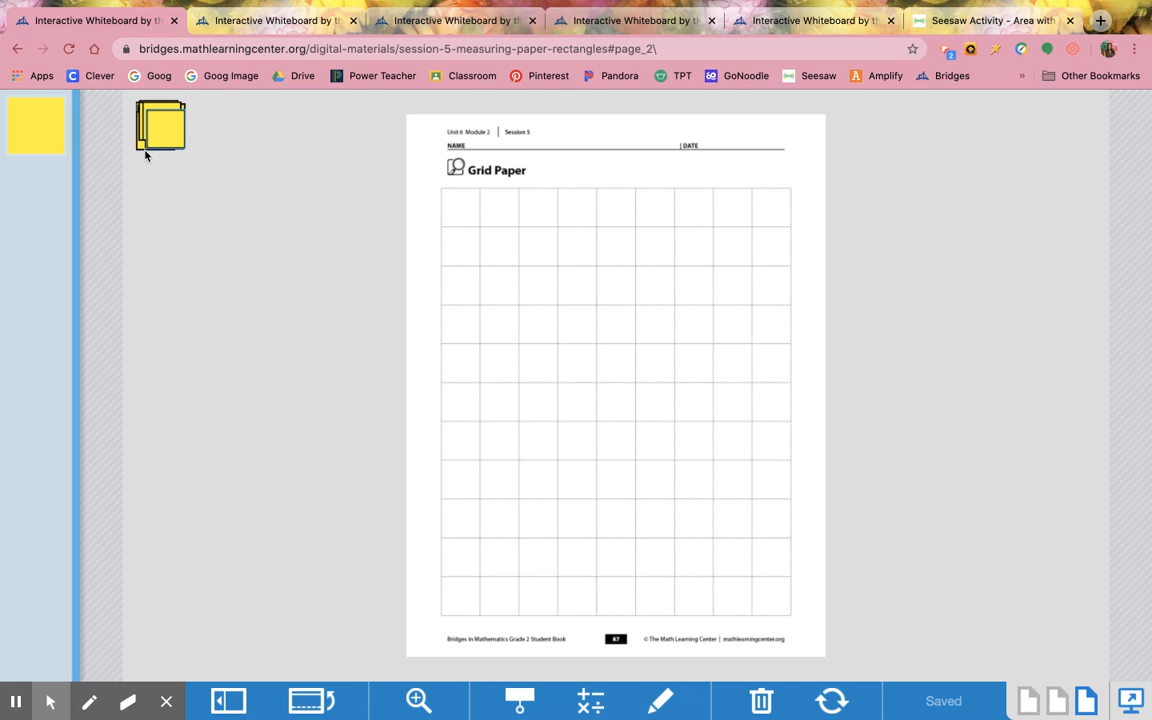 Interactive Whiteboard by th
Interactive Whiteboard by th
Interactive Whiteboard by th
Interactive Whiteboard by th
Interactive Whiteboard by th
Seesaw Activity - Area with
bridges.mathlearningcenter.org/digital-materials/session-5-measuring-paper-rectangles#page_2\
2
Apps
Clever
Goog
Goog Image
Drive
Power Teacher
Classroom
Pinterest
Pandora
TPT
GoNoodle
Seesaw
Amplify
Bridges
»
Other Bookmarks
Unit 6 Module 2 | Session 5
NAME | DATE
Grid Paper
Bridges in Mathematics Grade 2 Student Book 87 © The Math Learning Center | mathlearningcenter.org
Saved